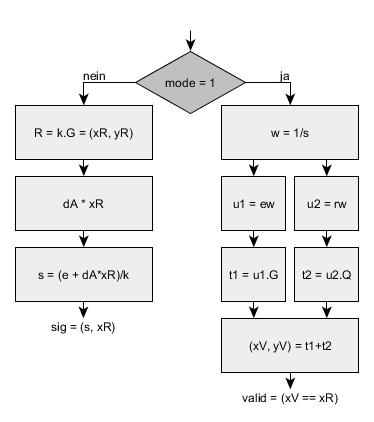 mode = 1
nein
ja
R = k.G = (xR, yR)
dA * xR
s = (e + dA*xR)/k
sig = (s, xR)
w = 1/s
u1 = ew
u2 = rw
t1 = u1.G
t2 = u2.Q
(xV, yV) = t1+t2
valid = (xV == xR)